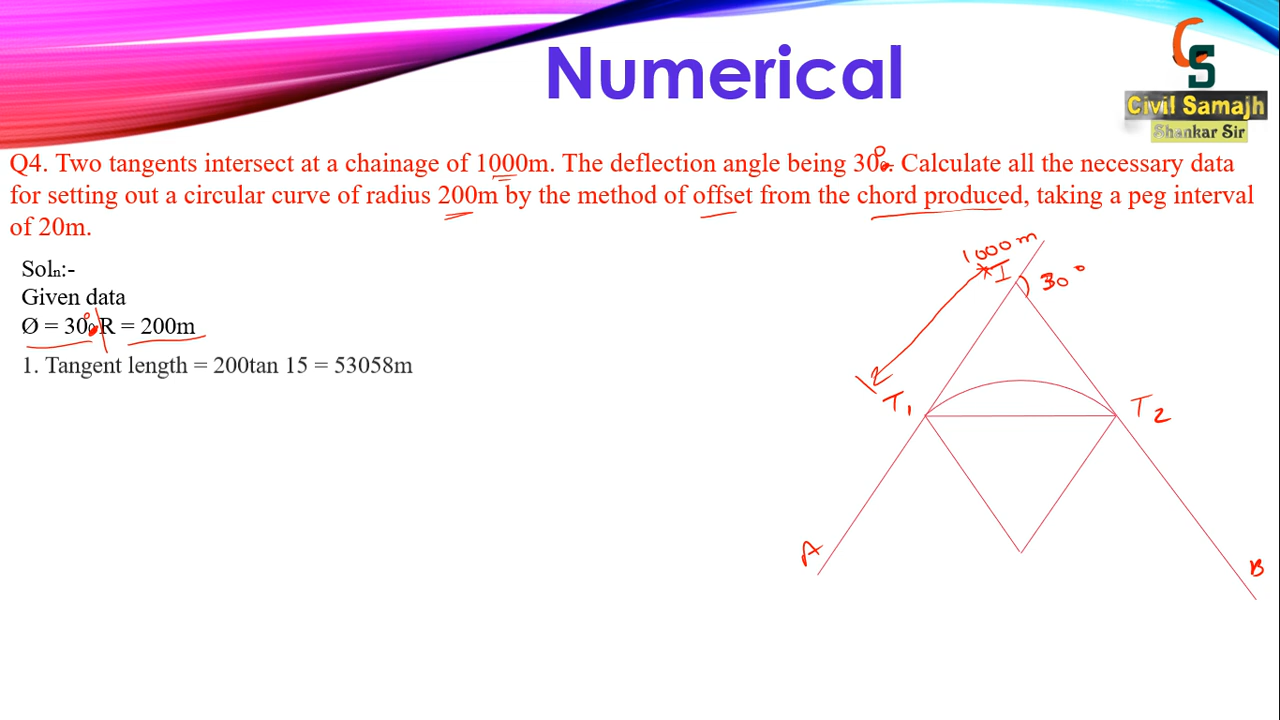 Numerical
CS
Civil Samajh
Shankar Sir
Q4. Two tangents intersect at a chainage of 1000m. The deflection angle being 30°. Calculate all the necessary data
for setting out a circular curve of radius 200m by the method of offset from the chord produced, taking a peg interval
of 20m.
Solₙ:-
Given data
Ø = 30° R = 200m
1. Tangent length = 200tan 15 = 53058m
1000 m
I
30°
T₁
T₂
A
B